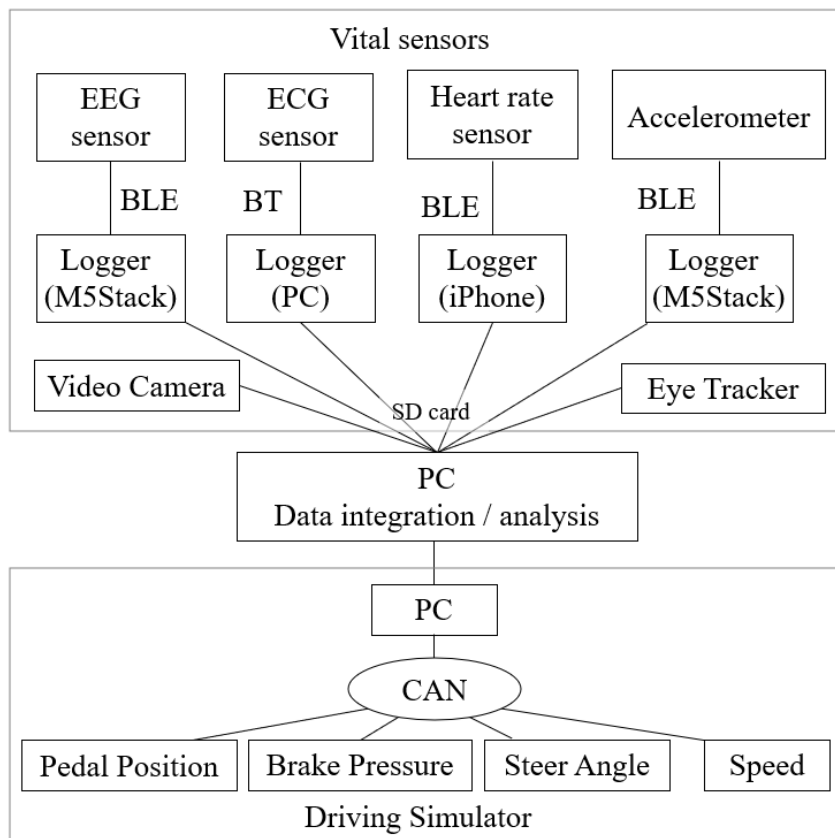 Vital sensors
EEG
sensor
ECG
sensor
Heart rate
sensor
Accelerometer
BLE
BT
BLE
BLE
Logger
(M5Stack)
Logger
(PC)
Logger
(iPhone)
Logger
(M5Stack)
Video Camera
SD card
Eye Tracker
PC
Data integration / analysis
PC
CAN
Pedal Position
Brake Pressure
Steer Angle
Speed
Driving Simulator